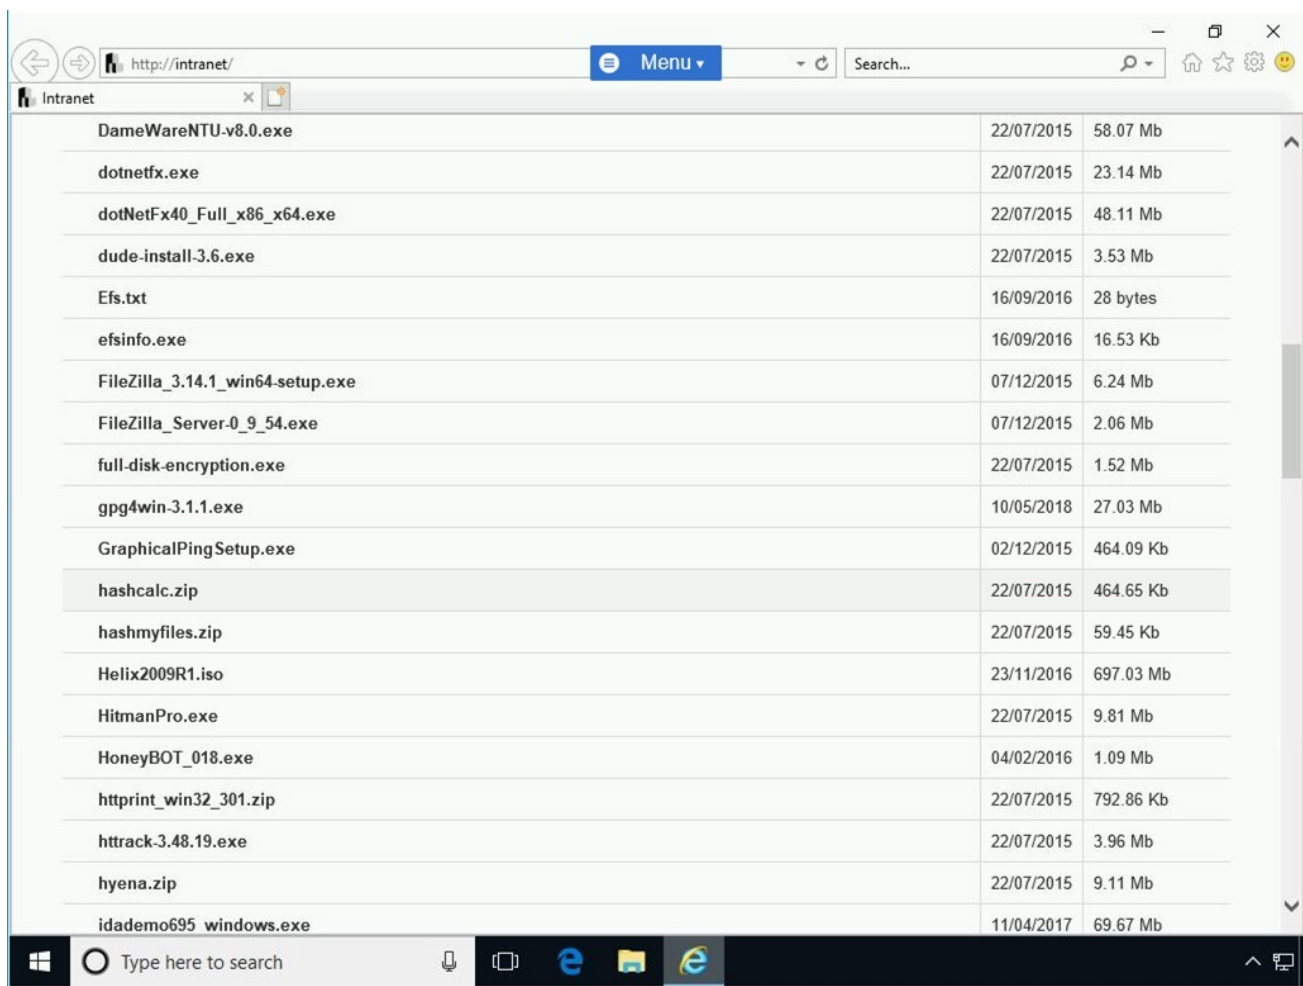 http://intranet/
Menu
Search...
Intranet
DameWareNTU-v8.0.exe 22/07/2015 58.07 Mb
dotnetfx.exe 22/07/2015 23.14 Mb
dotNetFx40_Full_x86_x64.exe 22/07/2015 48.11 Mb
dude-install-3.6.exe 22/07/2015 3.53 Mb
Efs.txt 16/09/2016 28 bytes
efsinfo.exe 16/09/2016 16.53 Kb
FileZilla_3.14.1_win64-setup.exe 07/12/2015 6.24 Mb
FileZilla_Server-0_9_54.exe 07/12/2015 2.06 Mb
full-disk-encryption.exe 22/07/2015 1.52 Mb
gpg4win-3.1.1.exe 10/05/2018 27.03 Mb
GraphicalPingSetup.exe 02/12/2015 464.09 Kb
hashcalc.zip 22/07/2015 464.65 Kb
hashmyfiles.zip 22/07/2015 59.45 Kb
Helix2009R1.iso 23/11/2016 697.03 Mb
HitmanPro.exe 22/07/2015 9.81 Mb
HoneyBOT_018.exe 04/02/2016 1.09 Mb
httprint_win32_301.zip 22/07/2015 792.86 Kb
httrack-3.48.19.exe 22/07/2015 3.96 Mb
hyena.zip 22/07/2015 9.11 Mb
idademo695_windows.exe 11/04/2017 69.67 Mb
Type here to search